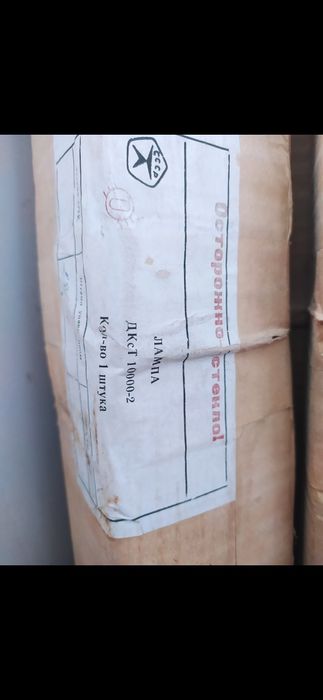 СССР
Осторожно стекло!
ЛАМПА
ДКсТ 10000-2
Кол-во 1 штука